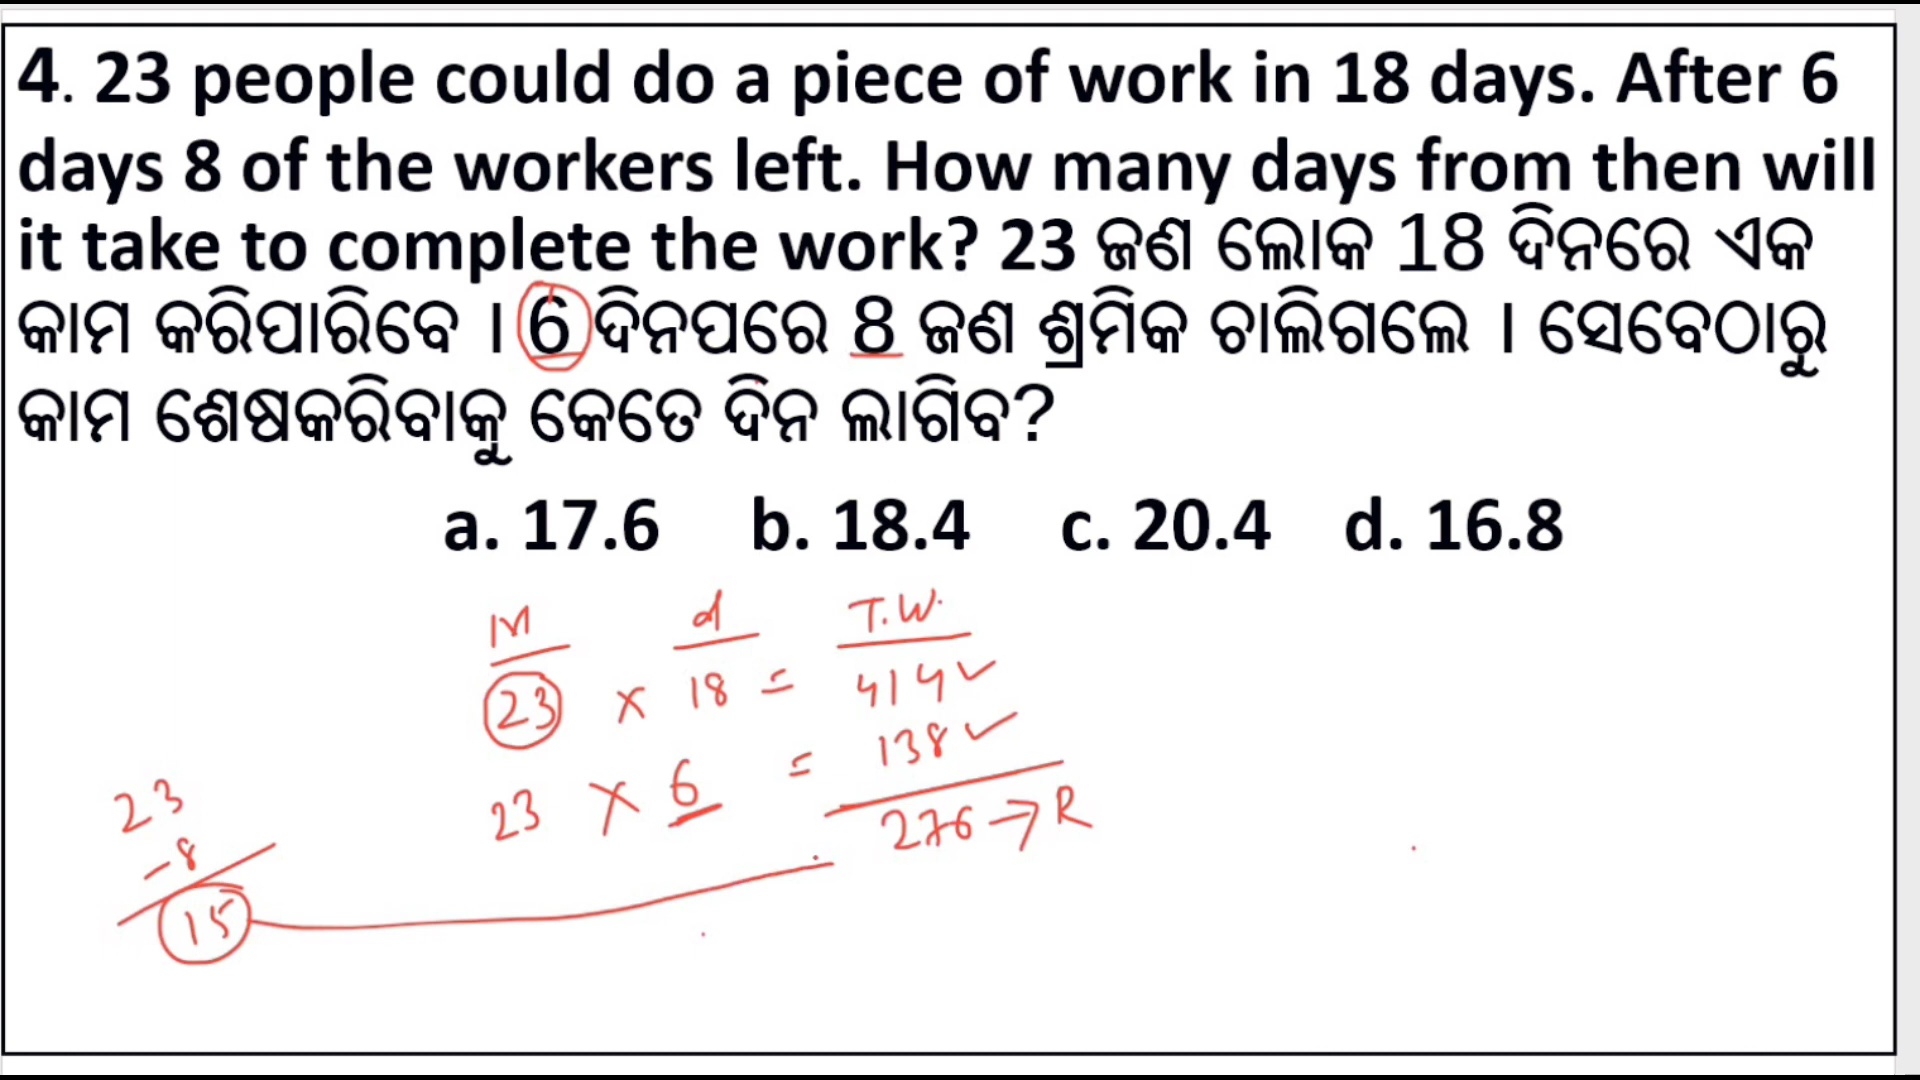 4. 23 people could do a piece of work in 18 days. After 6
days 8 of the workers left. How many days from then will
it take to complete the work? 23 ଜଣ ଲୋକ 18 ଦିନରେ ଏକ
କାମ କରିପାରିବେ । 6 ଦିନପରେ 8 ଜଣ ଶ୍ରମିକ ଚାଲିଗଲେ । ସେବେଠାରୁ
କାମ ଶେଷକରିବାକୁ କେତେ ଦିନ ଲାଗିବ?
a. 17.6 b. 18.4 c. 20.4 d. 16.8
M d T.W.
23 x 18 = 414 ✓
23 x 6 = 138 ✓
276 → R
23
-8
15